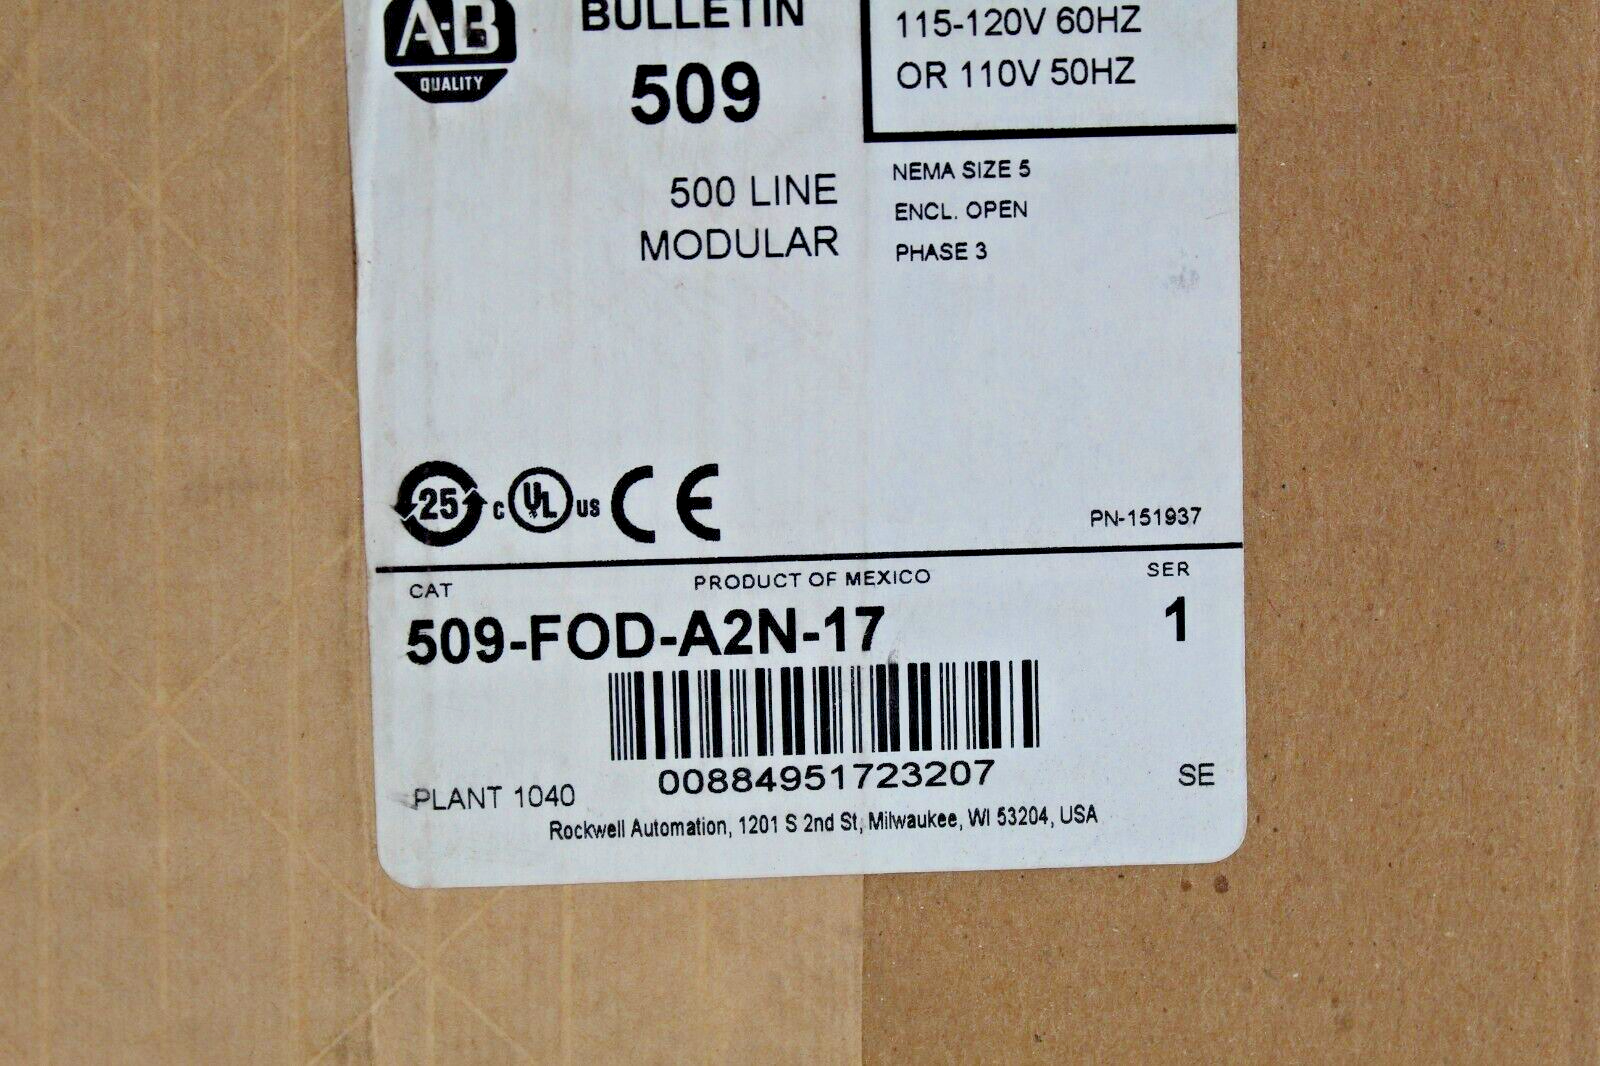 A-B
QUALITY
BULLETIN
509
500 LINE
MODULAR
115-120V 60HZ
OR 110V 50HZ
NEMA SIZE 5
ENCL. OPEN
PHASE 3
25
C UL US CE
PN-151937
CAT
PRODUCT OF MEXICO
SER
509-FOD-A2N-17
1
00884951723207
PLANT 1040
SE
Rockwell Automation, 1201 S 2nd St, Milwaukee, WI 53204, USA